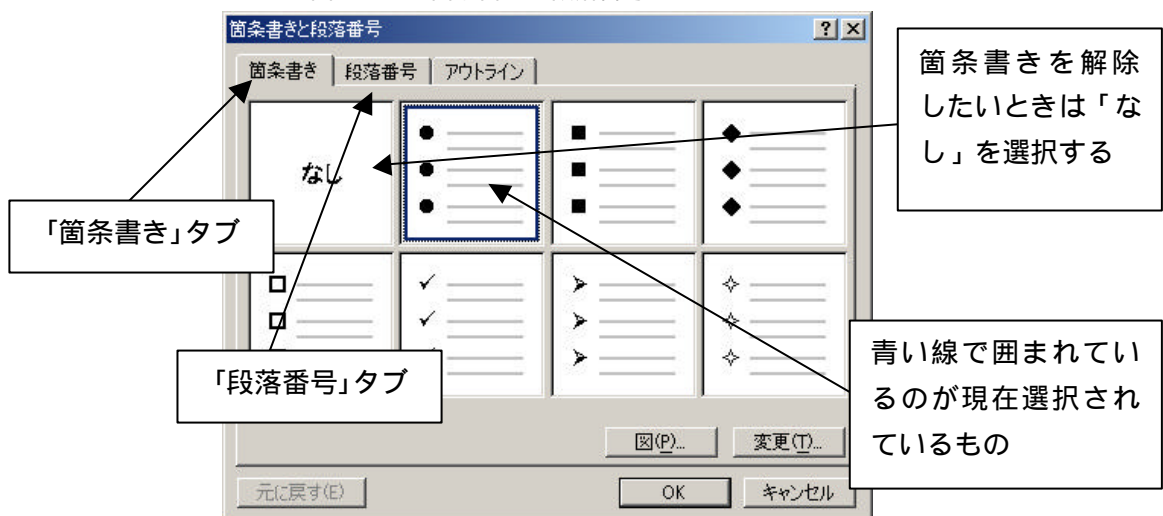 箇条書きと段落番号
箇条書き 段落番号 アウトライン
箇条書きを解除
したいときは「な
し」を選択する
なし
「箇条書き」タブ
「段落番号」タブ
青い線で囲まれてい
るのが現在選択され
ているもの
図(P)... 変更(T)...
元に戻す(E) OK キャンセル